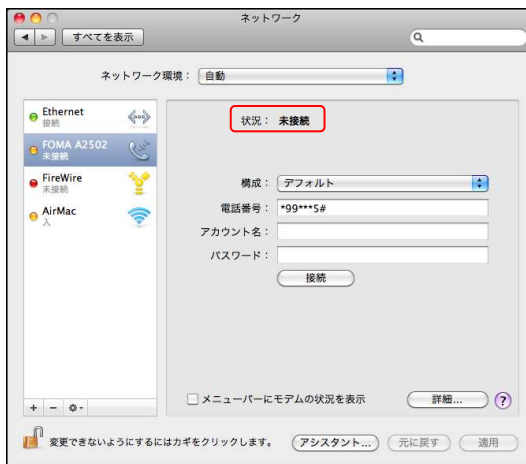 ネットワーク
すべてを表示
ネットワーク環境： 自動
Ethernet
接続
FOMA A2502
未接続
FireWire
未接続
AirMac
入
状況： 未接続
構成： デフォルト
電話番号： *99***5#
アカウント名：
パスワード：
接続
メニューバーにモデムの状況を表示
詳細...
?
変更できないようにするにはカギをクリックします。
アシスタント...
元に戻す
適用